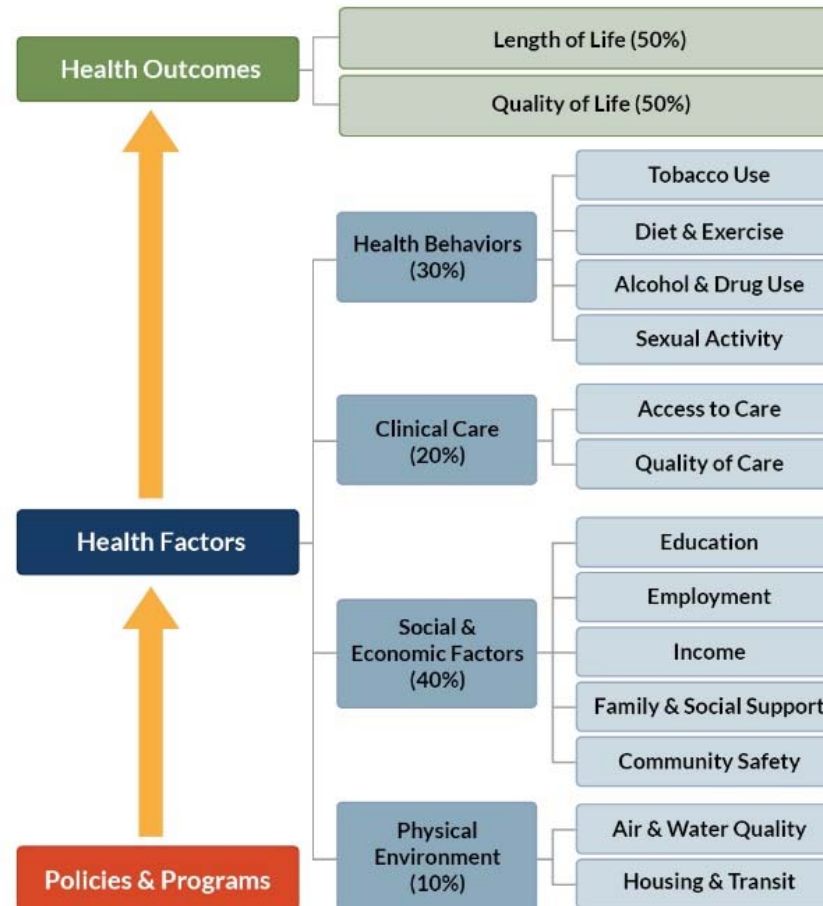 Health Outcomes
Length of Life (50%)
Quality of Life (50%)
Health Factors
Health Behaviors
(30%)
Tobacco Use
Diet & Exercise
Alcohol & Drug Use
Sexual Activity
Clinical Care
(20%)
Access to Care
Quality of Care
Social &
Economic Factors
(40%)
Education
Employment
Income
Family & Social Support
Community Safety
Physical
Environment
(10%)
Air & Water Quality
Housing & Transit
Policies & Programs